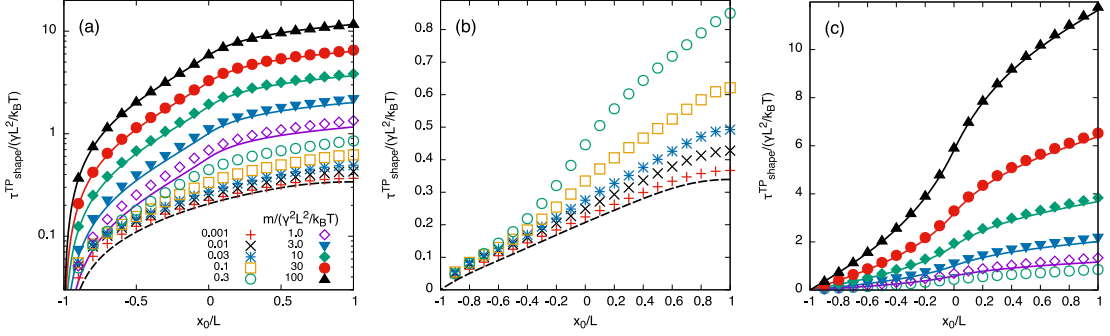 (a)
10
1
0.1
τ^TP_shape/(γL²/k_BT)
m/(γ²L²/k_BT)
0.001 1.0
0.01 3.0
0.03 10
0.1 30
0.3 100
-1 -0.5 0 0.5 1
x₀/L
(b)
0.8
0.7
0.6
0.5
0.4
0.3
0.2
0.1
0
τ^TP_shape/(γL²/k_BT)
-1 -0.8 -0.6 -0.4 -0.2 0 0.2 0.4 0.6 0.8 1
x₀/L
(c)
10
8
6
4
2
0
τ^TP_shape/(γL²/k_BT)
-1 -0.8 -0.6 -0.4 -0.2 0 0.2 0.4 0.6 0.8 1
x₀/L